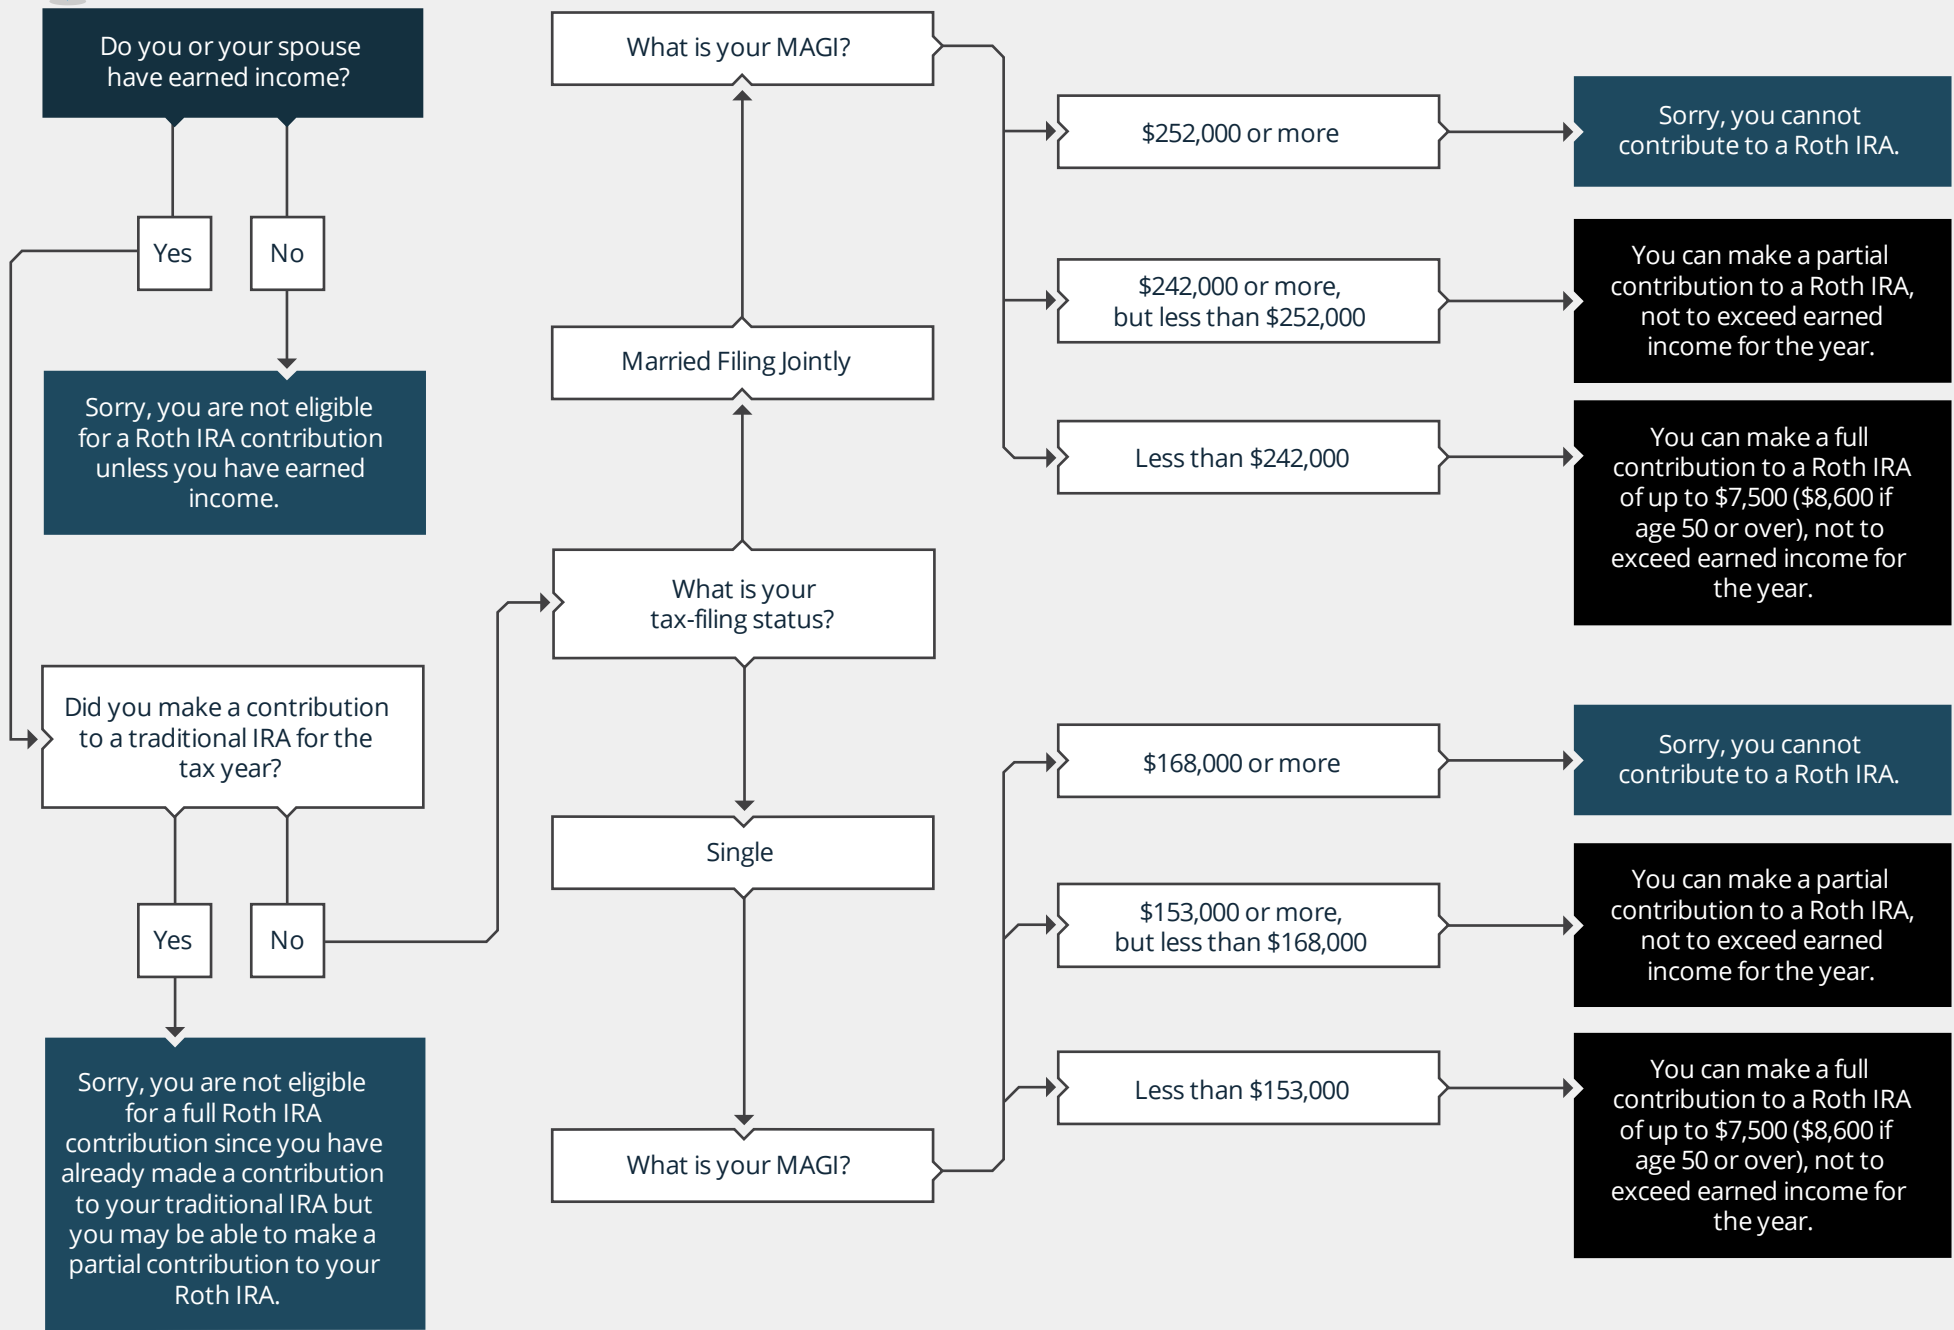 Do you or your spouse
have earned income?
Yes
No
Sorry, you are not eligible
for a Roth IRA contribution
unless you have earned
income.
Did you make a contribution
to a traditional IRA for the
tax year?
Yes
No
Sorry, you are not eligible
for a full Roth IRA
contribution since you have
already made a contribution
to your traditional IRA but
you may be able to make a
partial contribution to your
Roth IRA.
What is your
tax-filing status?
Married Filing Jointly
What is your MAGI?
$252,000 or more
Sorry, you cannot
contribute to a Roth IRA.
$242,000 or more,
but less than $252,000
You can make a partial
contribution to a Roth IRA,
not to exceed earned
income for the year.
Less than $242,000
You can make a full
contribution to a Roth IRA
of up to $7,500 ($8,600 if
age 50 or over), not to
exceed earned income for
the year.
Single
What is your MAGI?
$168,000 or more
Sorry, you cannot
contribute to a Roth IRA.
$153,000 or more,
but less than $168,000
You can make a partial
contribution to a Roth IRA,
not to exceed earned
income for the year.
Less than $153,000
You can make a full
contribution to a Roth IRA
of up to $7,500 ($8,600 if
age 50 or over), not to
exceed earned income for
the year.